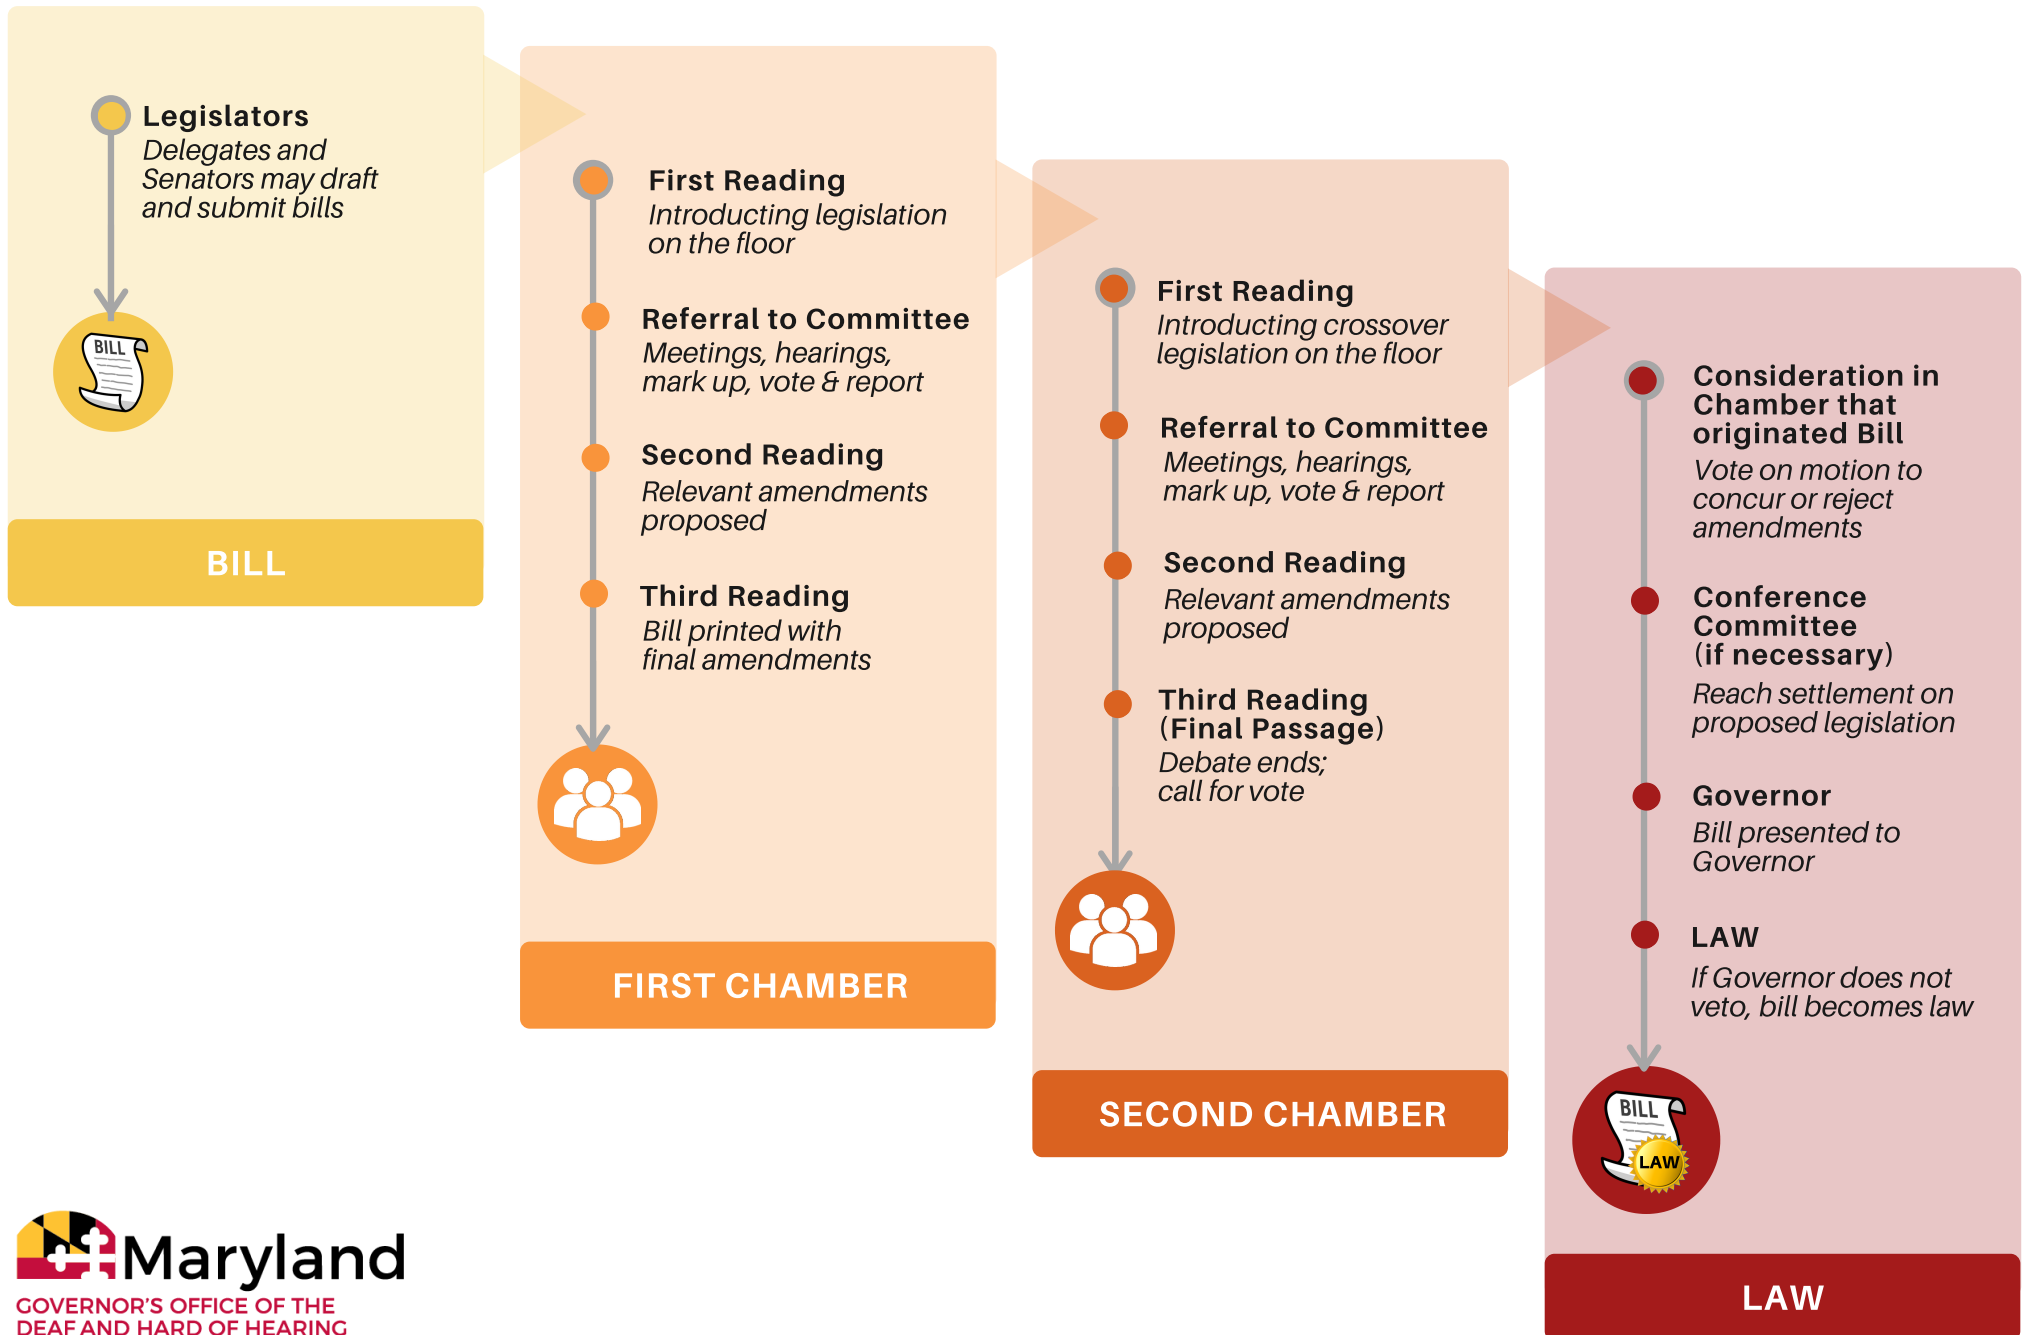 Legislators
Delegates and
Senators may draft
and submit bills
BILL
BILL
First Reading
Introducting legislation
on the floor
Referral to Committee
Meetings, hearings,
mark up, vote & report
Second Reading
Relevant amendments
proposed
Third Reading
Bill printed with
final amendments
FIRST CHAMBER
First Reading
Introducting crossover
legislation on the floor
Referral to Committee
Meetings, hearings,
mark up, vote & report
Second Reading
Relevant amendments
proposed
Third Reading
(Final Passage)
Debate ends;
call for vote
SECOND CHAMBER
Consideration in
Chamber that
originated Bill
Vote on motion to
concur or reject
amendments
Conference
Committee
(if necessary)
Reach settlement on
proposed legislation
Governor
Bill presented to
Governor
LAW
If Governor does not
veto, bill becomes law
BILL
LAW
LAW
Maryland
GOVERNOR'S OFFICE OF THE
DEAF AND HARD OF HEARING